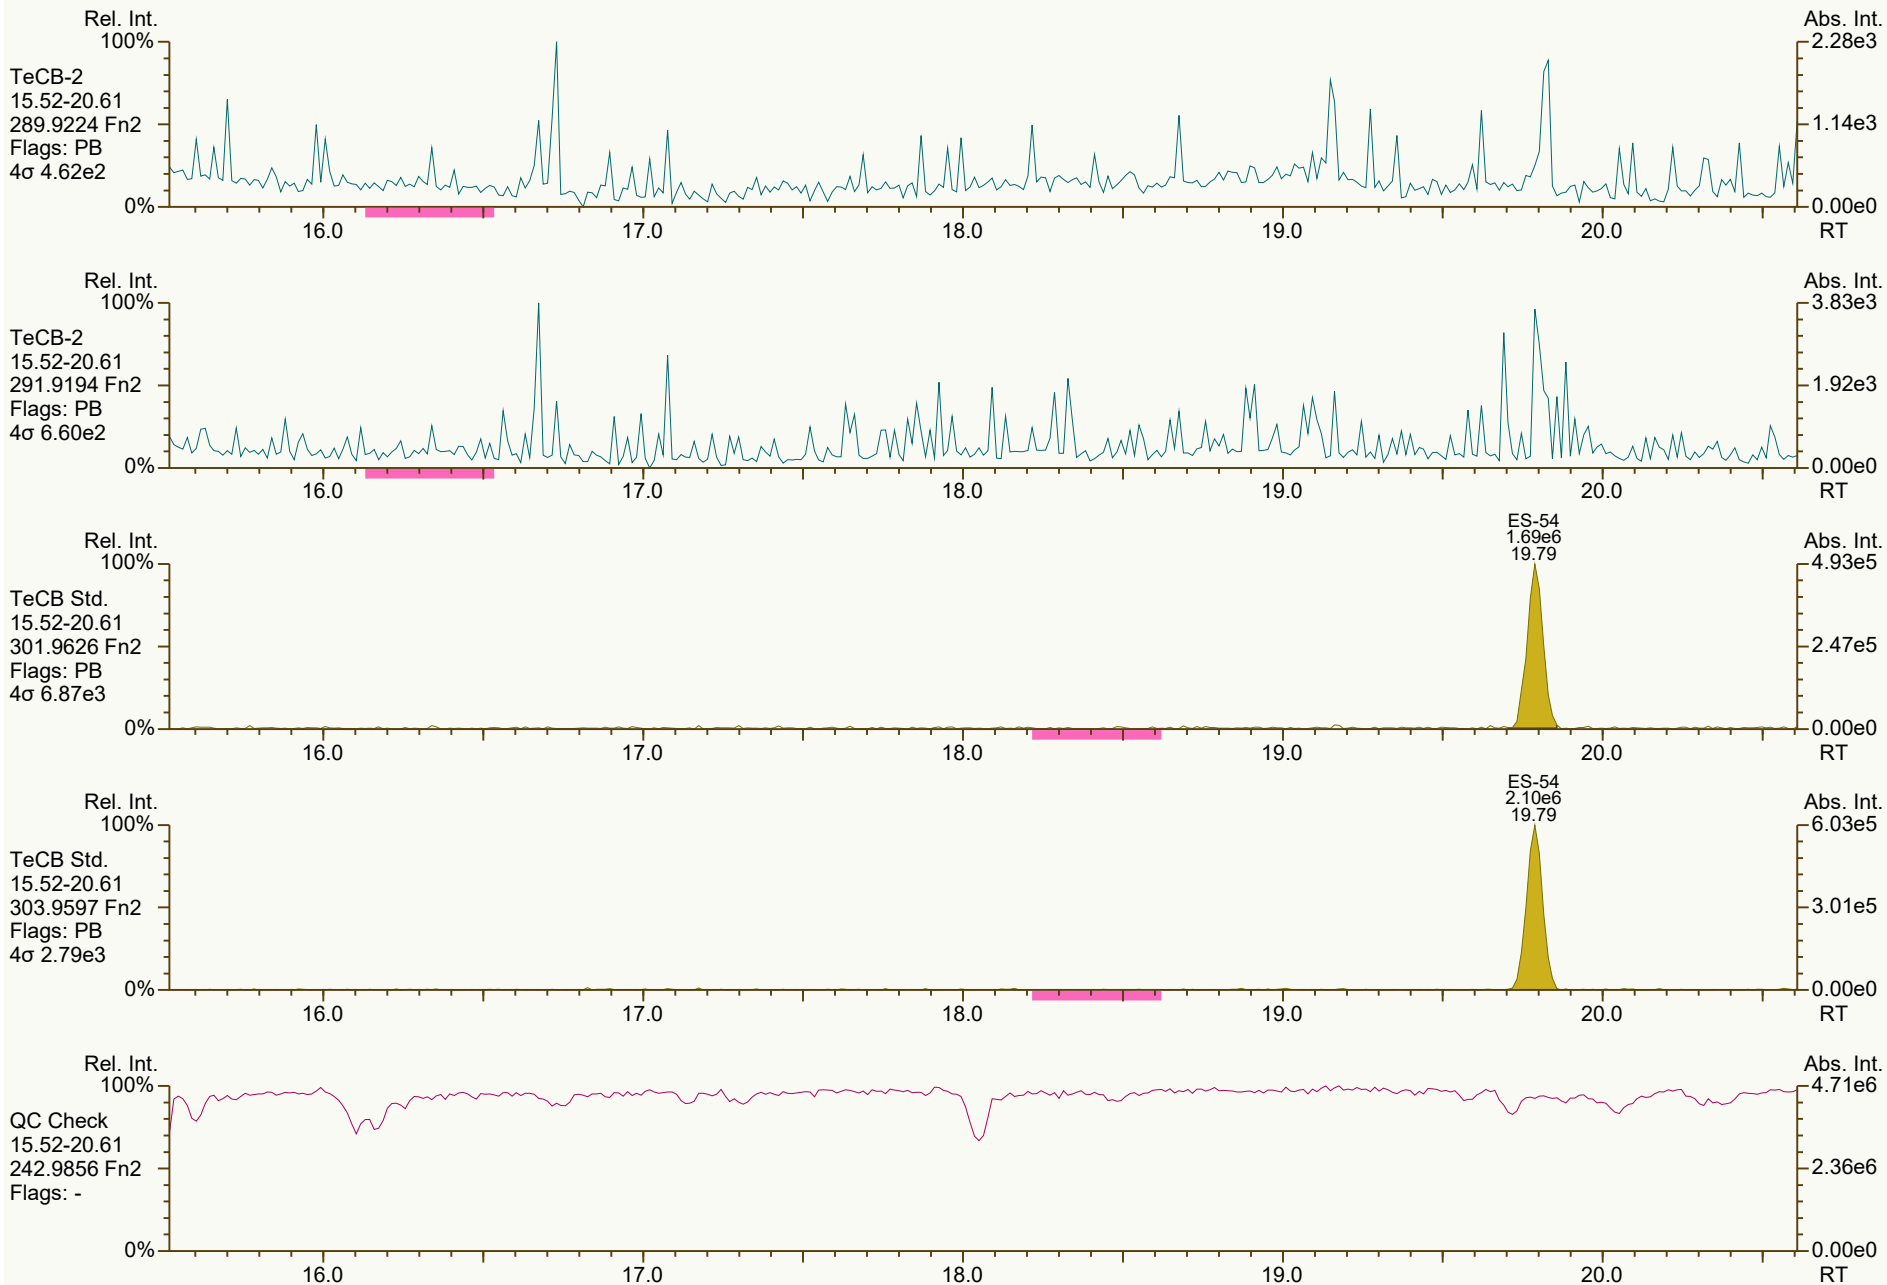 Rel. Int.
Abs. Int.
100%
2.28e3
TeCB-2
15.52-20.61
289.9224 Fn2
1.14e3
Flags: PB
4σ 4.62e2
0%
0.00e0
16.0 17.0 18.0 19.0 20.0 RT
Rel. Int.
Abs. Int.
100%
3.83e3
TeCB-2
15.52-20.61
291.9194 Fn2
1.92e3
Flags: PB
4σ 6.60e2
0%
0.00e0
16.0 17.0 18.0 19.0 20.0 RT
ES-54
1.69e6
19.79
Rel. Int.
Abs. Int.
100%
4.93e5
TeCB Std.
15.52-20.61
301.9626 Fn2
2.47e5
Flags: PB
4σ 6.87e3
0%
0.00e0
16.0 17.0 18.0 19.0 20.0 RT
ES-54
2.10e6
19.79
Rel. Int.
Abs. Int.
100%
6.03e5
TeCB Std.
15.52-20.61
303.9597 Fn2
3.01e5
Flags: PB
4σ 2.79e3
0%
0.00e0
16.0 17.0 18.0 19.0 20.0 RT
Rel. Int.
Abs. Int.
100%
4.71e6
QC Check
15.52-20.61
242.9856 Fn2
2.36e6
Flags: -
0%
0.00e0
16.0 17.0 18.0 19.0 20.0 RT